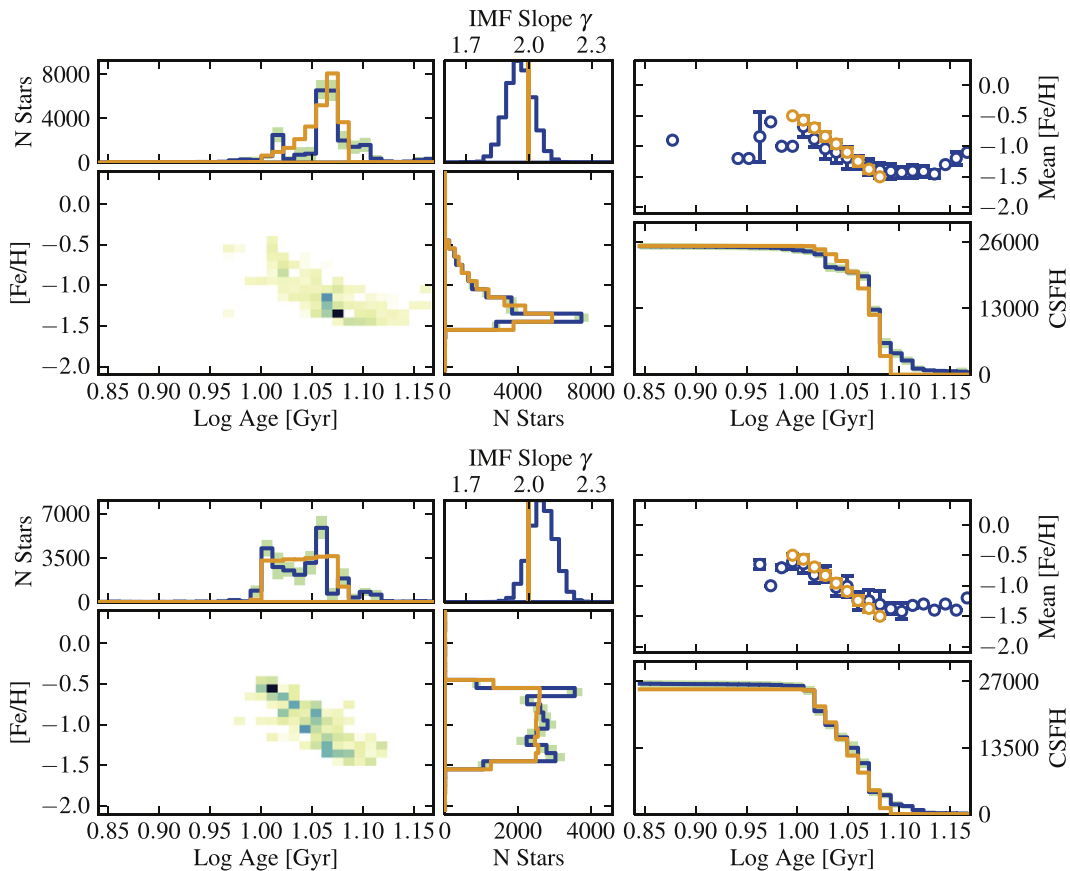 IMF Slope γ
1.7 2.0 2.3
8000
4000
0
N Stars
0.0
−0.5
−1.0
−1.5
−2.0
Mean [Fe/H]
0.0
−0.5
−1.0
−1.5
−2.0
[Fe/H]
26000
13000
0
CSFH
0.85 0.90 0.95 1.00 1.05 1.10 1.15
0 4000 8000
0.85 0.90 0.95 1.00 1.05 1.10 1.15
Log Age [Gyr]
N Stars
Log Age [Gyr]
IMF Slope γ
1.7 2.0 2.3
7000
3500
0
N Stars
0.0
−0.5
−1.0
−1.5
−2.0
Mean [Fe/H]
0.0
−0.5
−1.0
−1.5
−2.0
[Fe/H]
27000
13500
0
CSFH
0.85 0.90 0.95 1.00 1.05 1.10 1.15
0 2000 4000
0.85 0.90 0.95 1.00 1.05 1.10 1.15
Log Age [Gyr]
N Stars
Log Age [Gyr]